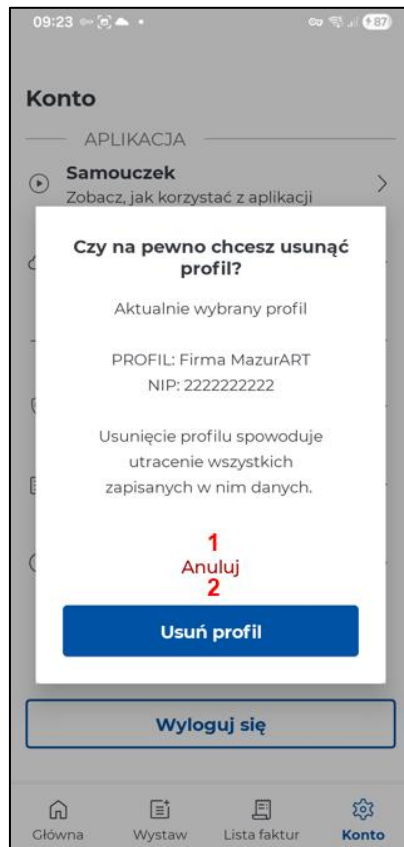 09:23
87
Konto
APLIKACJA
Samouczek
Zobacz, jak korzystać z aplikacji
Czy na pewno chcesz usunąć
profil?
Aktualnie wybrany profil
PROFIL: Firma MazurART
NIP: 2222222222
Usunięcie profilu spowoduje
utracenie wszystkich
zapisanych w nim danych.
1
Anuluj
2
Usuń profil
Wyloguj się
Główna Wystaw Lista faktur Konto